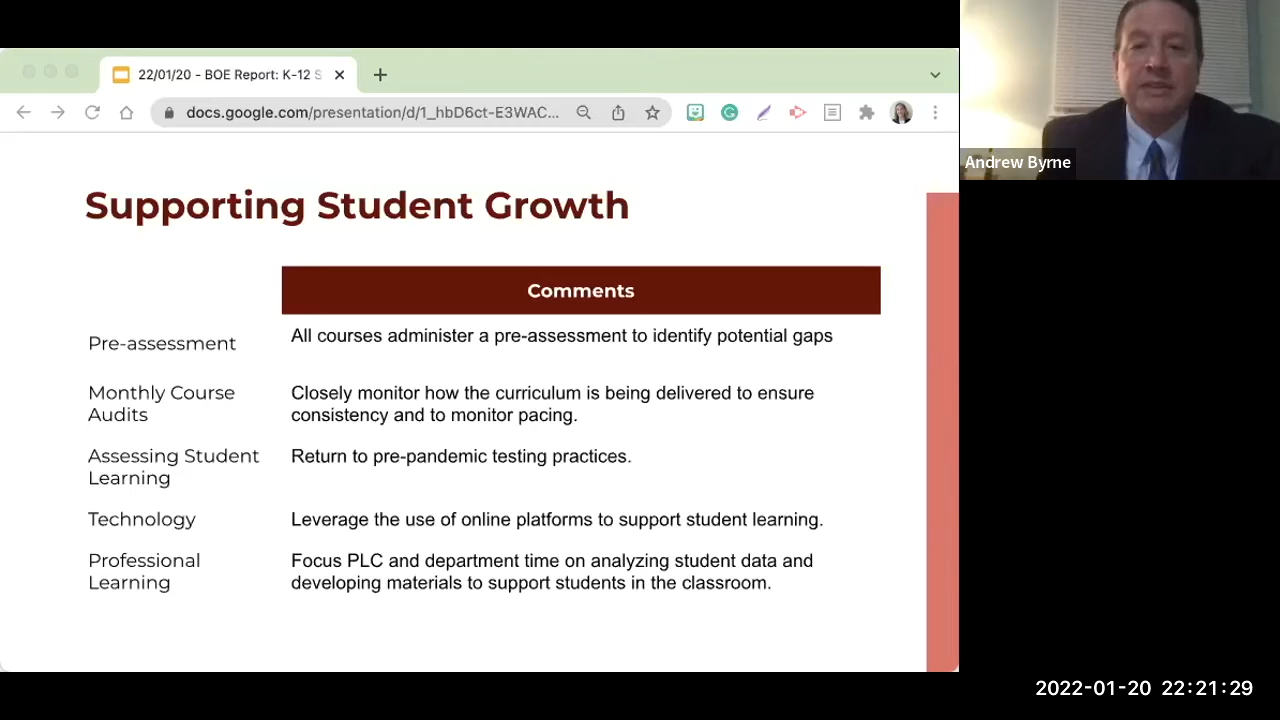 22/01/20 - BOE Report: K-12 S
docs.google.com/presentation/d/1_hbD6ct-E3WAC...
Andrew Byrne
Supporting Student Growth
Comments
Pre-assessment
All courses administer a pre-assessment to identify potential gaps
Monthly Course
Audits
Closely monitor how the curriculum is being delivered to ensure
consistency and to monitor pacing.
Assessing Student
Learning
Return to pre-pandemic testing practices.
Technology
Leverage the use of online platforms to support student learning.
Professional
Learning
Focus PLC and department time on analyzing student data and
developing materials to support students in the classroom.
2022-01-20 22:21:29